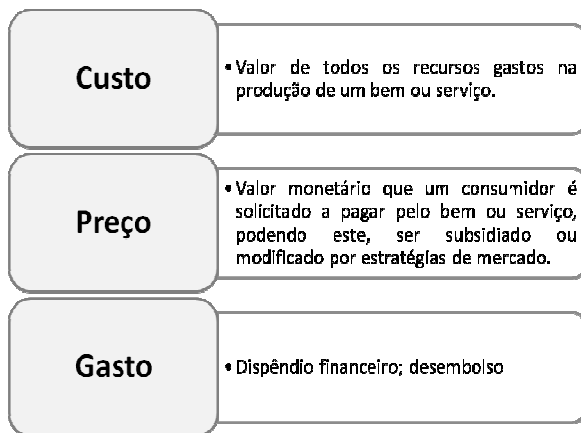 Custo
• Valor de todos os recursos gastos na
produção de um bem ou serviço.
Preço
• Valor monetário que um consumidor é
solicitado a pagar pelo bem ou serviço,
podendo este, ser subsidiado ou
modificado por estratégias de mercado.
Gasto
• Dispêndio financeiro; desembolso